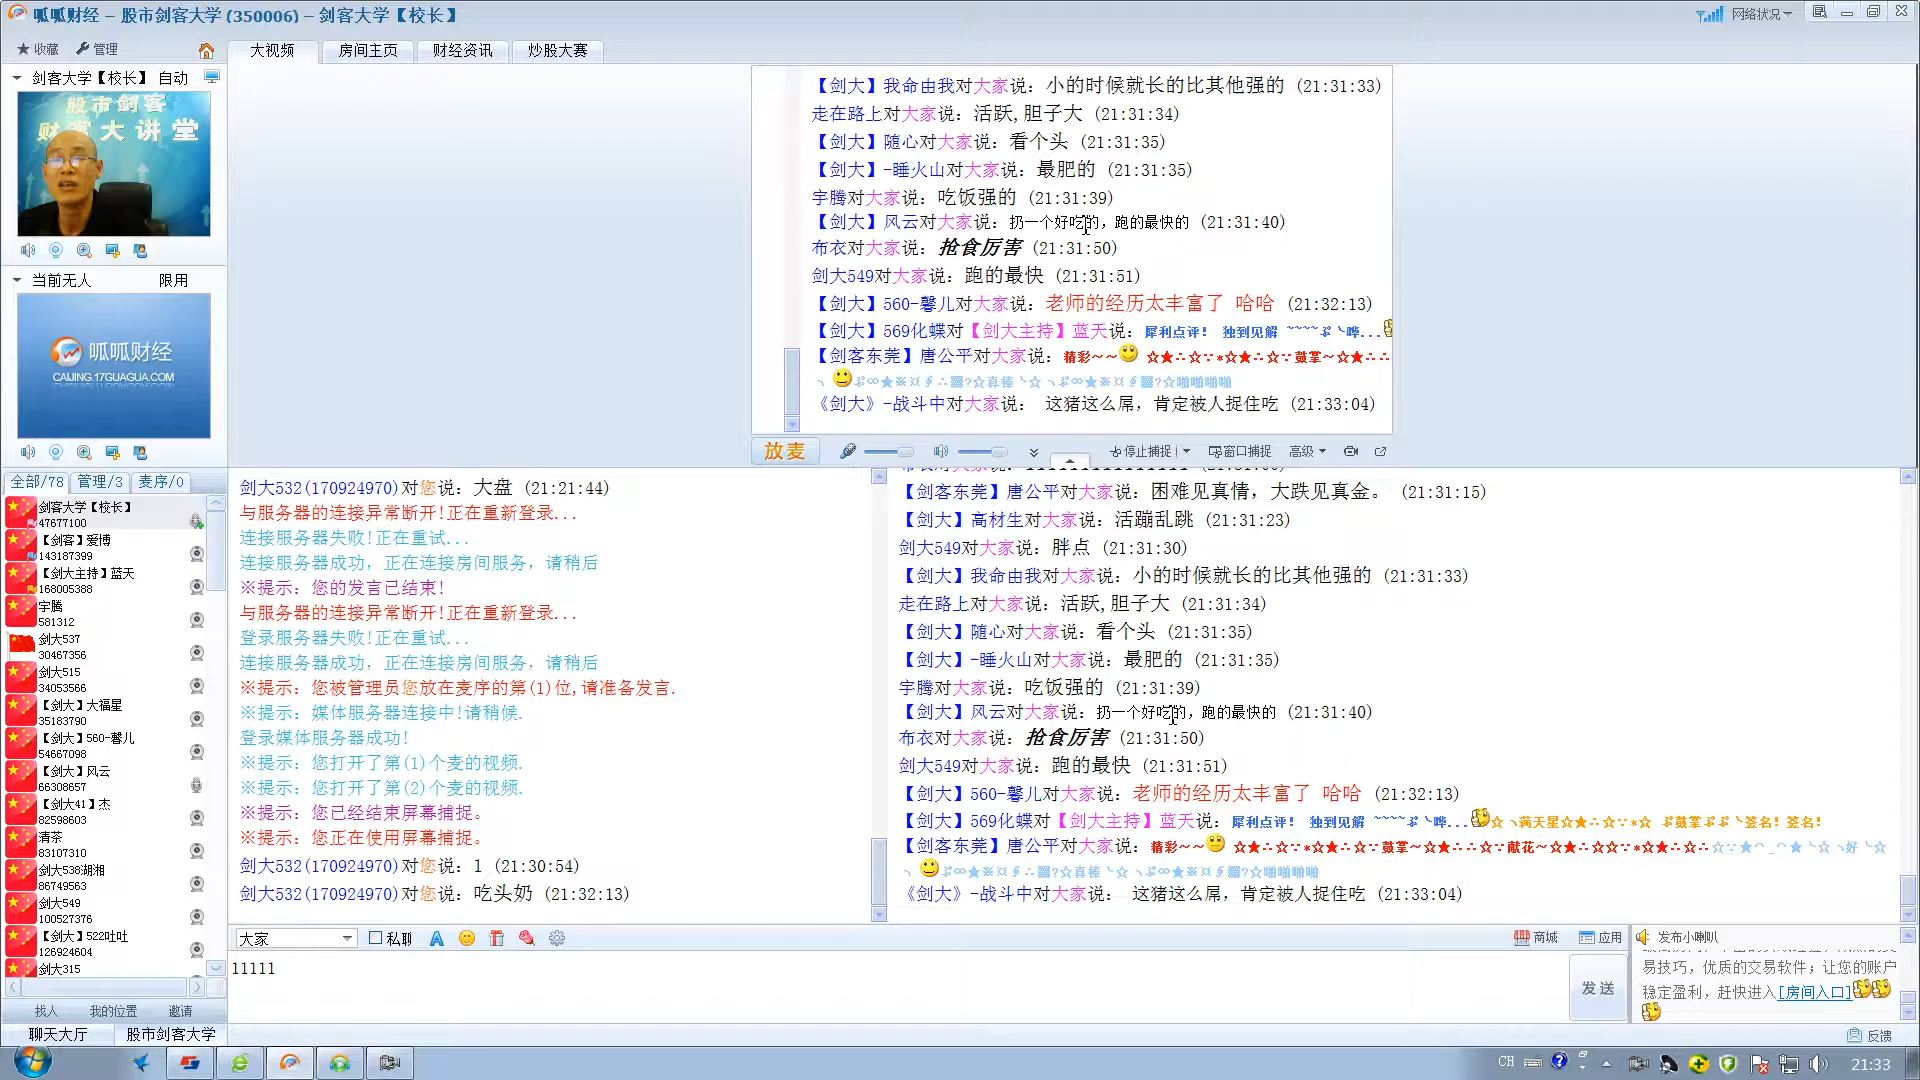 呱呱财经 – 股市剑客大学 (350006) – 剑客大学【校长】
网络状况
收藏 管理
大视频 房间主页 财经资讯 炒股大赛
剑客大学【校长】 自动
股市剑客
财富大讲堂
当前无人 限用
呱呱财经
CAIJING.17GUAGUA.COM
【剑大】我命由我对大家说: 小的时候就长的比其他强的 (21:31:33)
走在路上对大家说: 活跃,胆子大 (21:31:34)
【剑大】随心对大家说: 看个头 (21:31:35)
【剑大】-睡火山对大家说: 最肥的 (21:31:35)
宇腾对大家说: 吃饭强的 (21:31:39)
【剑大】风云对大家说: 扔一个好吃的，跑的最快的 (21:31:40)
布衣对大家说: 抢食厉害 (21:31:50)
剑大549对大家说: 跑的最快 (21:31:51)
【剑大】560-馨儿对大家说: 老师的经历太丰富了 哈哈 (21:32:13)
【剑大】569化蝶对【剑大主持】蓝天说: 犀利点评! 独到见解
【剑客东莞】唐公平对大家说: 精彩~~ ☆★∴☆∵*☆★∴☆∵鼓掌~☆★∴
《剑大》-战斗中对大家说: 这猪这么屌，肯定被人捉住吃 (21:33:04)
放麦 停止捕捉 窗口捕捉 高级
全部/78 管理/3 麦序/0
剑客大学【校长】
47677100
【剑客】爱博
143187399
【剑大主持】蓝天
168005388
宇腾
581312
剑大537
30467356
剑大515
34053566
【剑大】大福星
35183790
【剑大】560-馨儿
54667098
【剑大】风云
66308657
【剑大41】杰
82598603
清茶
83107310
剑大538湖湘
86749563
剑大549
100527376
【剑大】522吐吐
126924604
剑大315
找人 我的位置 邀请
聊天大厅 股市剑客大学
剑大532(170924970)对您说: 大盘 (21:21:44)
与服务器的连接异常断开!正在重新登录...
连接服务器失败!正在重试...
连接服务器成功，正在连接房间服务，请稍后
※提示: 您的发言已结束!
与服务器的连接异常断开!正在重新登录...
登录服务器失败!正在重试...
连接服务器成功，正在连接房间服务，请稍后
※提示: 您被管理员您放在麦序的第(1)位,请准备发言.
※提示: 媒体服务器连接中!请稍候.
登录媒体服务器成功!
※提示: 您打开了第(1)个麦的视频.
※提示: 您打开了第(2)个麦的视频.
※提示: 您已经结束屏幕捕捉。
※提示: 您正在使用屏幕捕捉。
剑大532(170924970)对您说: 1 (21:30:54)
剑大532(170924970)对您说: 吃头奶 (21:32:13)
【剑客东莞】唐公平对大家说: 困难见真情，大跌见真金。 (21:31:15)
【剑大】高材生对大家说: 活蹦乱跳 (21:31:23)
剑大549对大家说: 胖点 (21:31:30)
【剑大】我命由我对大家说: 小的时候就长的比其他强的 (21:31:33)
走在路上对大家说: 活跃,胆子大 (21:31:34)
【剑大】随心对大家说: 看个头 (21:31:35)
【剑大】-睡火山对大家说: 最肥的 (21:31:35)
宇腾对大家说: 吃饭强的 (21:31:39)
【剑大】风云对大家说: 扔一个好吃的，跑的最快的 (21:31:40)
布衣对大家说: 抢食厉害 (21:31:50)
剑大549对大家说: 跑的最快 (21:31:51)
【剑大】560-馨儿对大家说: 老师的经历太丰富了 哈哈 (21:32:13)
【剑大】569化蝶对【剑大主持】蓝天说: 犀利点评! 独到见解 满天星☆★∴☆∵*☆ 鼓掌 签名! 签名!
【剑客东莞】唐公平对大家说: 精彩~~ ☆★∴☆∵*☆★∴☆∵鼓掌~☆★∴☆∵献花~☆★∴☆
《剑大》-战斗中对大家说: 这猪这么屌，肯定被人捉住吃 (21:33:04)
大家 私聊 商城 应用
11111
发送
发布小喇叭
易技巧，优质的交易软件；让您的账户
稳定盈利，赶快进入[房间入口]
反馈
CH 21:33